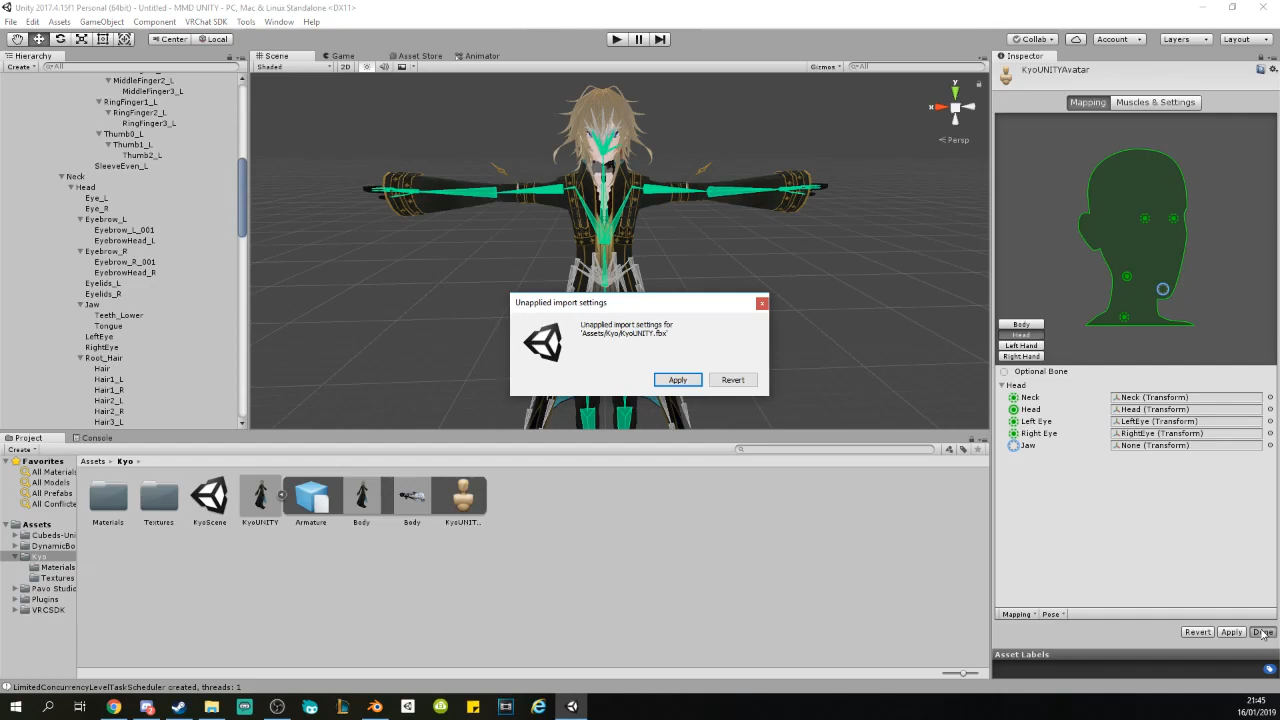 Unity 2017.4.15f1 Personal (64bit) - Untitled - MMD UNITY - PC, Mac & Linux Standalone <DX11>
File Edit Assets GameObject Component VRChat SDK Tools Window Help
Center Local
Collab Account Layers Layout
Hierarchy
Create All
MiddleFinger2_L
MiddleFinger3_L
RingFinger1_L
RingFinger2_L
RingFinger3_L
Thumb0_L
Thumb1_L
Thumb2_L
SleeveEven_L
Neck
Head
Eye_L
Eye_R
Eyebrow_L
Eyebrow_L_001
EyebrowHead_L
Eyebrow_R
Eyebrow_R_001
EyebrowHead_R
Eyelids_L
Eyelids_R
Jaw
Teeth_Lower
Tongue
LeftEye
RightEye
Root_Hair
Hair
Hair1_L
Hair1_R
Hair2_L
Hair2_R
Hair3_L
Scene Game Asset Store Animator
Shaded 2D Gizmos All
y
x
Persp
Unapplied import settings
Unapplied import settings for
'Assets/Kyo/KyoUNITY.fbx'
Apply Revert
Inspector
KyoUNITYAvatar
Mapping Muscles & Settings
Body
Head
Left Hand
Right Hand
Optional Bone
Head
Neck Neck (Transform)
Head Head (Transform)
Left Eye LeftEye (Transform)
Right Eye RightEye (Transform)
Jaw None (Transform)
Mapping Pose
Revert Apply Done
Asset Labels
Project Console
Create
Favorites
All Materials
All Models
All Prefabs
All Conflicte
Assets
Cubeds-Uni
DynamicBo
Kyo
Materials
Textures
Pavo Studio
Plugins
VRCSDK
Assets Kyo
Materials Textures KyoScene KyoUNITY Armature Body Body KyoUNIT...
LimitedConcurrencyLevelTaskScheduler created, threads: 1
21:45
16/01/2019